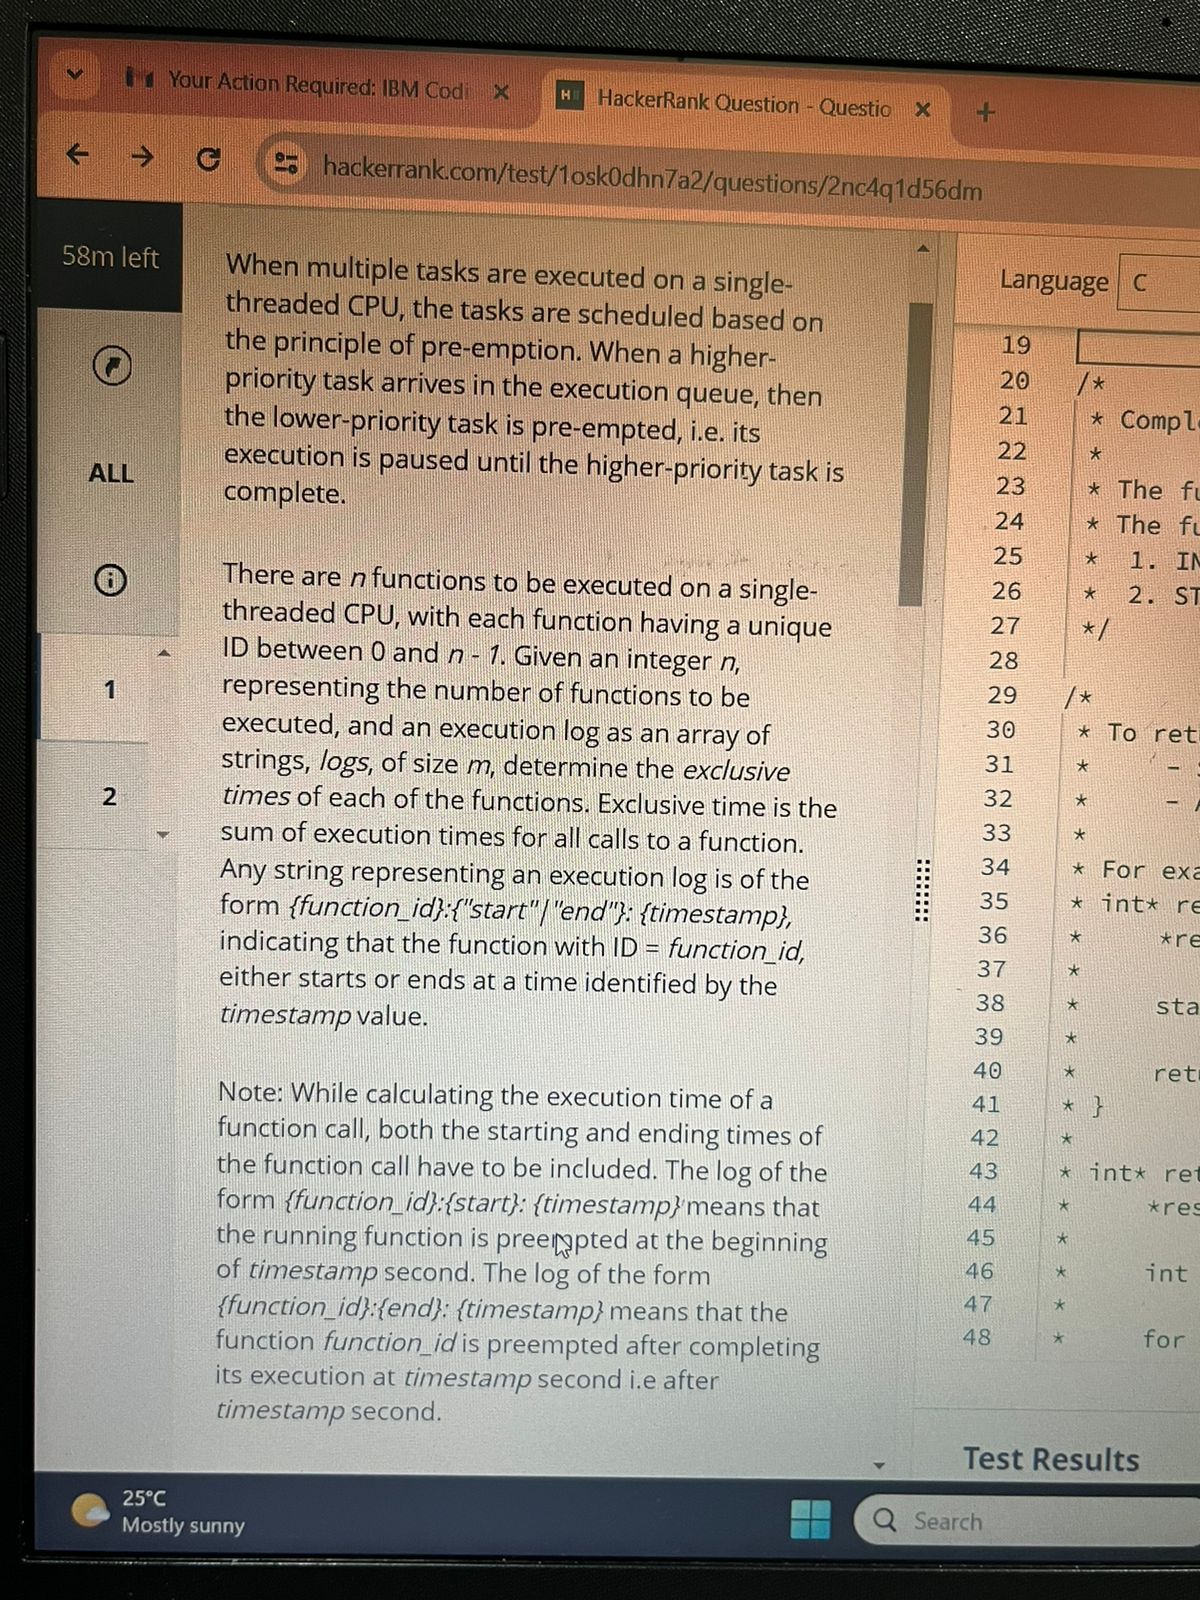 Your Action Required: IBM Codi
HackerRank Question - Questio
hackerrank.com/test/1osk0dhn7a2/questions/2nc4q1d56dm
58m left
ALL
1
2
When multiple tasks are executed on a single-
threaded CPU, the tasks are scheduled based on
the principle of pre-emption. When a higher-
priority task arrives in the execution queue, then
the lower-priority task is pre-empted, i.e. its
execution is paused until the higher-priority task is
complete.
There are n functions to be executed on a single-
threaded CPU, with each function having a unique
ID between 0 and n - 1. Given an integer n,
representing the number of functions to be
executed, and an execution log as an array of
strings, logs, of size m, determine the exclusive
times of each of the functions. Exclusive time is the
sum of execution times for all calls to a function.
Any string representing an execution log is of the
form {function_id}:{"start"|"end"}: {timestamp},
indicating that the function with ID = function_id,
either starts or ends at a time identified by the
timestamp value.
Note: While calculating the execution time of a
function call, both the starting and ending times of
the function call have to be included. The log of the
form {function_id}:{start}: {timestamp} means that
the running function is preempted at the beginning
of timestamp second. The log of the form
{function_id}:{end}: {timestamp} means that the
function function_id is preempted after completing
its execution at timestamp second i.e after
timestamp second.
Language C
19
20 /*
21 * Compl
22 *
23 * The fu
24 * The fu
25 * 1. IN
26 * 2. ST
27 */
28
29 /*
30 * To ret
31 * -
32 * -
33 *
34 * For exa
35 * int* re
36 * *re
37 *
38 * sta
39 *
40 * ret
41 * }
42 *
43 * int* ret
44 * *res
45 *
46 * int
47 *
48 * for
Test Results
25°C
Mostly sunny
Search